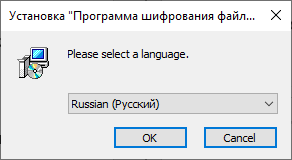 Установка "Программа шифрования файл...
Please select a language.
Russian (Русский)
OK
Cancel